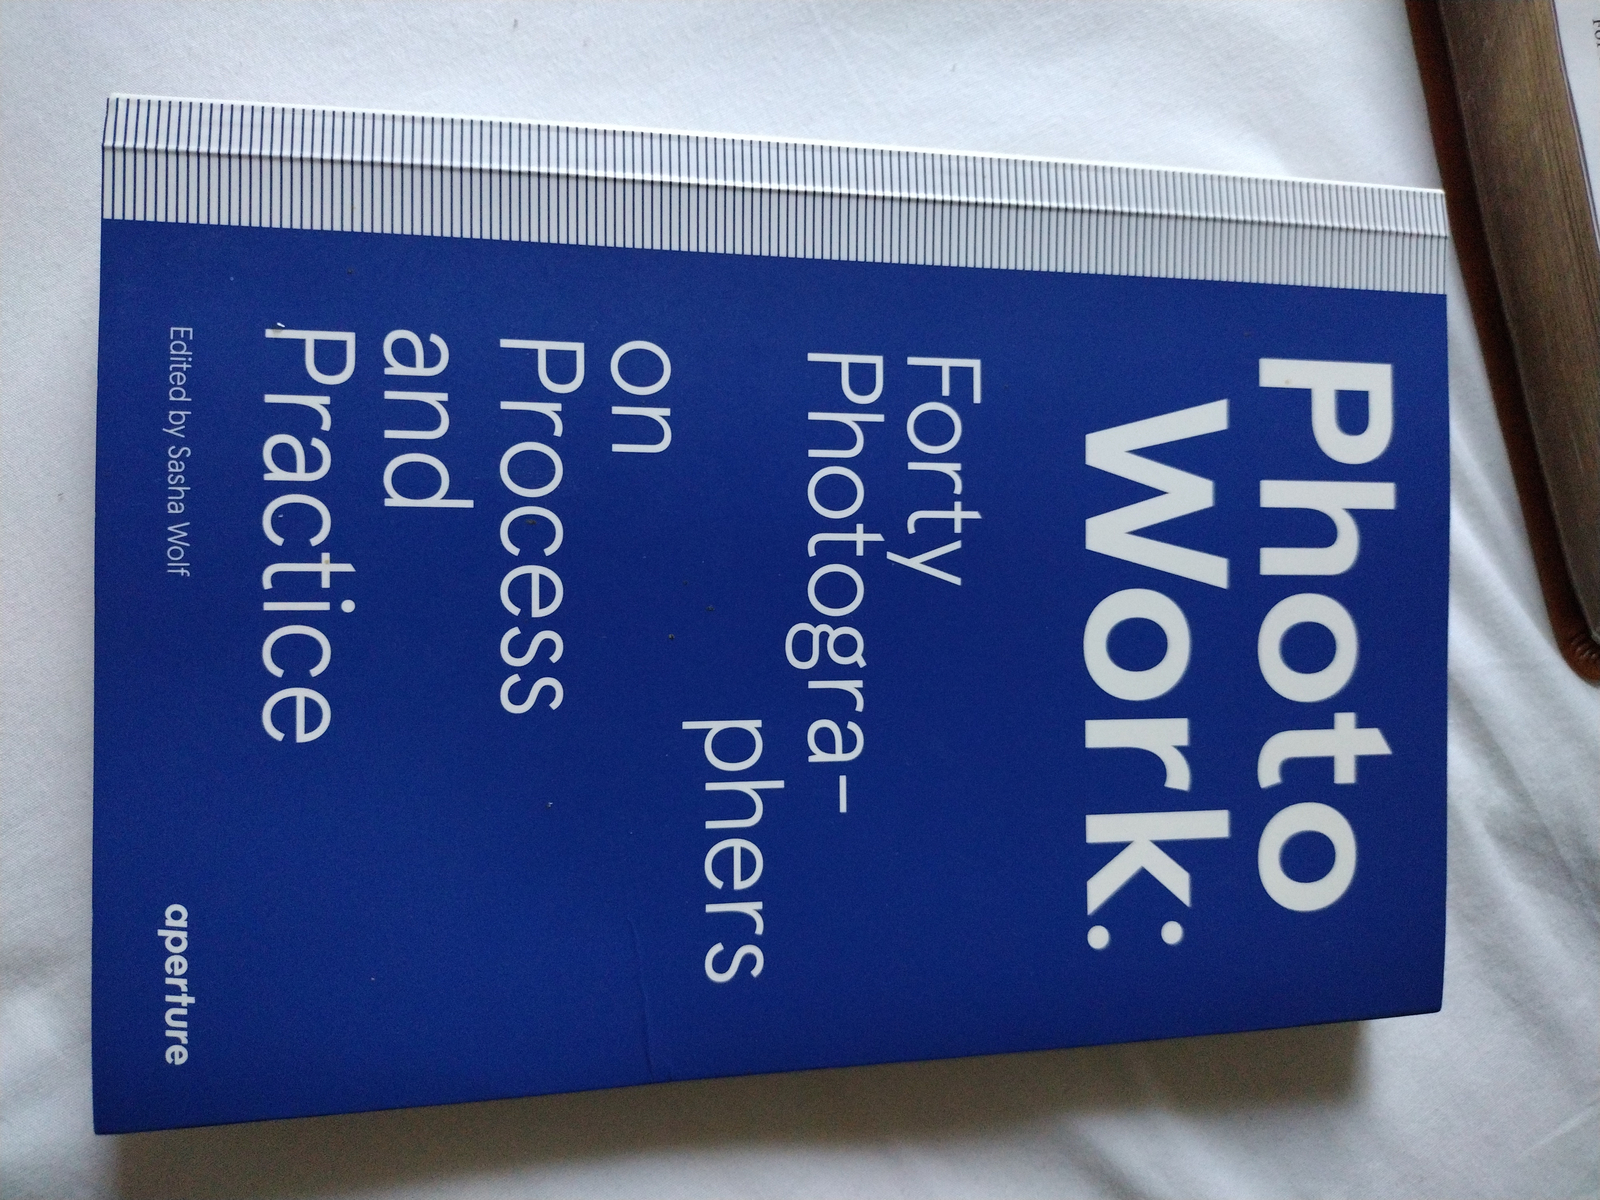 Photo
Work:
Forty
Photogra-
phers
on
Process
and
Practice
Edited by Sasha Wolf
aperture